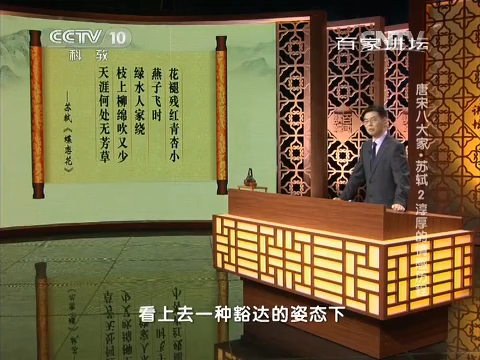 CCTV 10
科教
百家讲坛
花褪残红青杏小
燕子飞时
绿水人家绕
枝上柳绵吹又少
天涯何处无芳草
——苏轼《蝶恋花》
唐宋八大家·苏轼 2 淳厚的
看上去一种豁达的姿态下